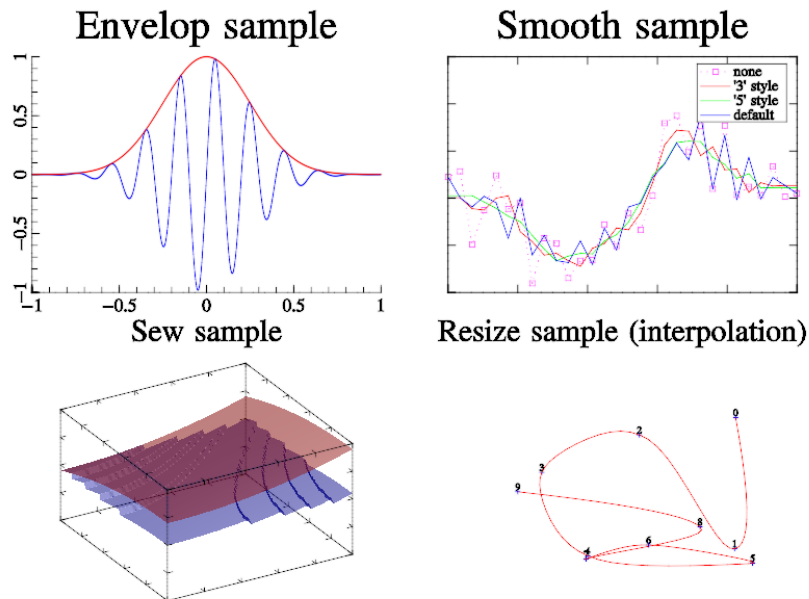 Envelop sample
1
0.5
0
−0.5
−1
−1
−0.5
0
0.5
1
Smooth sample
none
'3' style
'5' style
default
Sew sample
Resize sample (interpolation)
0
2
3
9
8
6
1
4
5